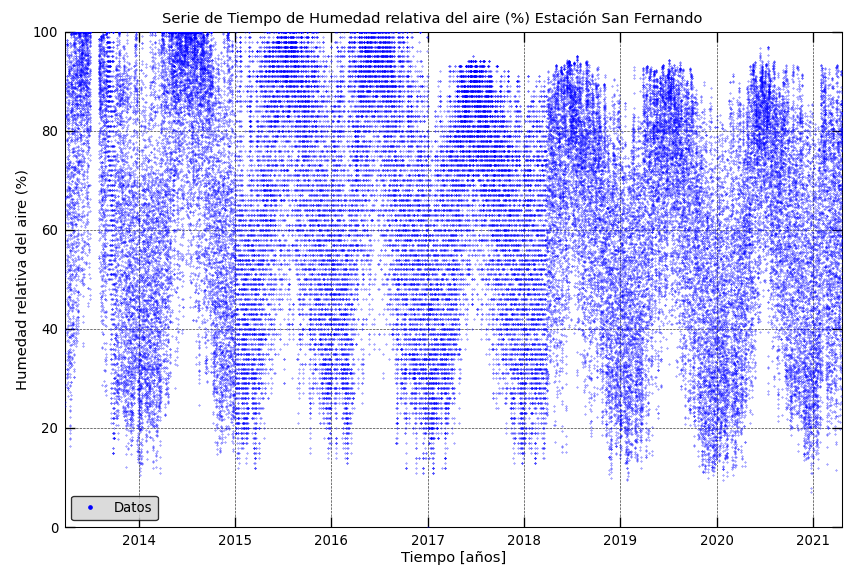 Serie de Tiempo de Humedad relativa del aire (%) Estación San Fernando
Humedad relativa del aire (%)
100
80
60
40
20
0
Datos
2014 2015 2016 2017 2018 2019 2020 2021
Tiempo [años]